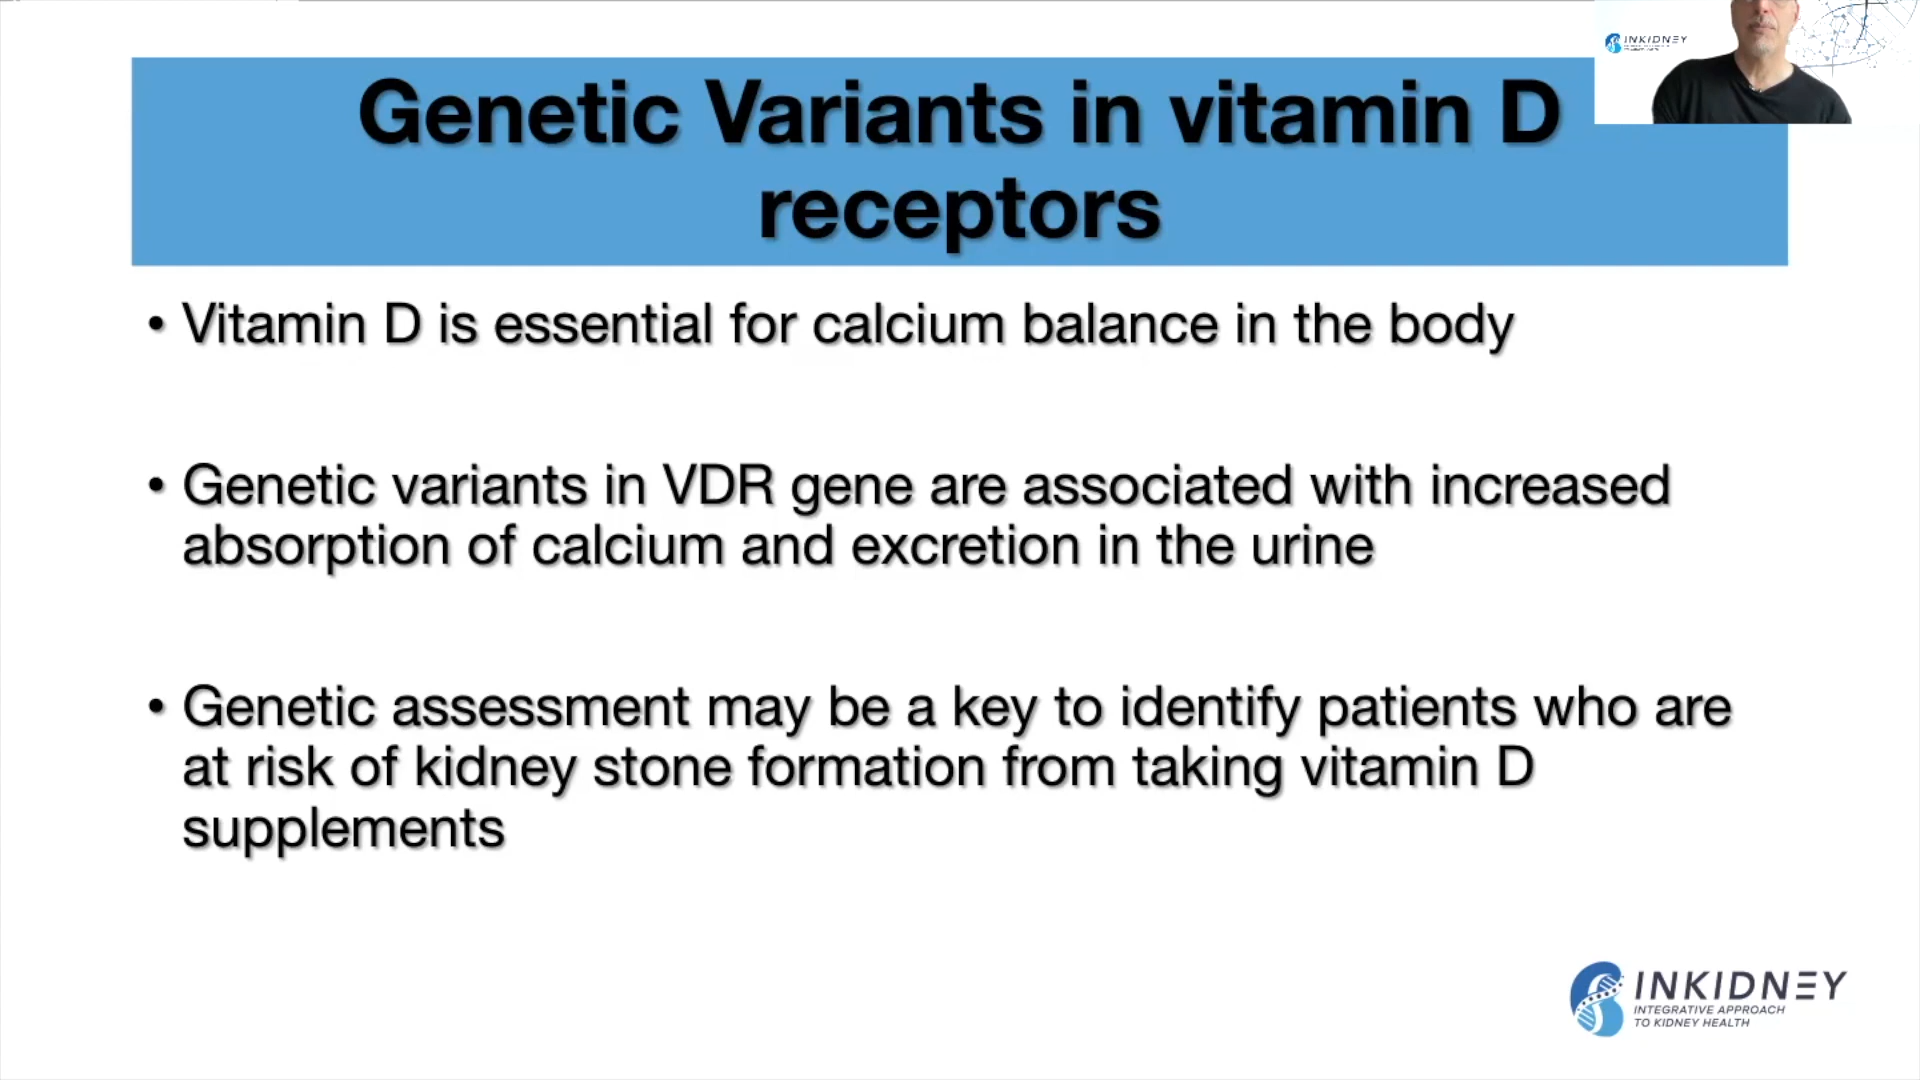 INKIDNEY
Genetic Variants in vitamin D
receptors
• Vitamin D is essential for calcium balance in the body
• Genetic variants in VDR gene are associated with increased
absorption of calcium and excretion in the urine
• Genetic assessment may be a key to identify patients who are
at risk of kidney stone formation from taking vitamin D
supplements
INKIDNEY
INTEGRATIVE APPROACH
TO KIDNEY HEALTH